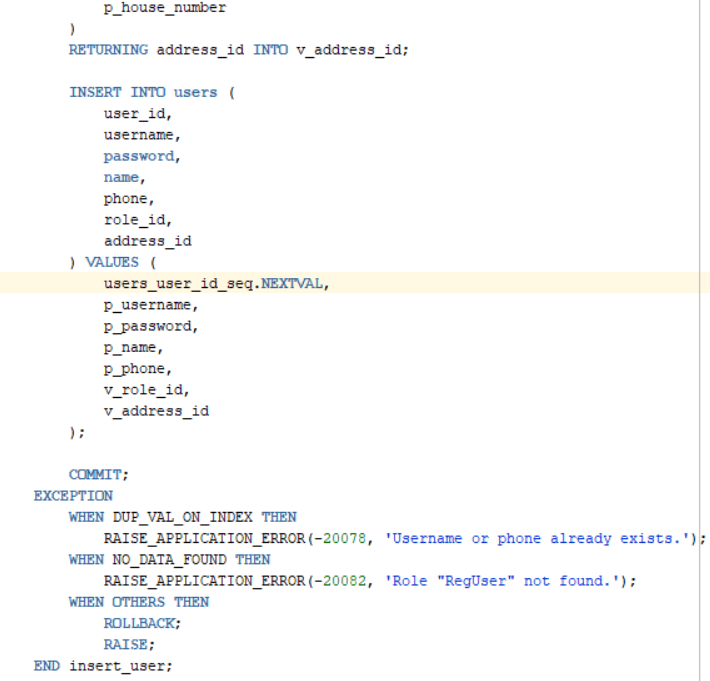 p_house_number
)
RETURNING address_id INTO v_address_id;
INSERT INTO users (
user_id,
username,
password,
name,
phone,
role_id,
address_id
) VALUES (
users_user_id_seq.NEXTVAL,
p_username,
p_password,
p_name,
p_phone,
v_role_id,
v_address_id
);
COMMIT;
EXCEPTION
WHEN DUP_VAL_ON_INDEX THEN
RAISE_APPLICATION_ERROR(-20078, 'Username or phone already exists.');
WHEN NO_DATA_FOUND THEN
RAISE_APPLICATION_ERROR(-20082, 'Role "RegUser" not found.');
WHEN OTHERS THEN
ROLLBACK;
RAISE;
END insert_user;